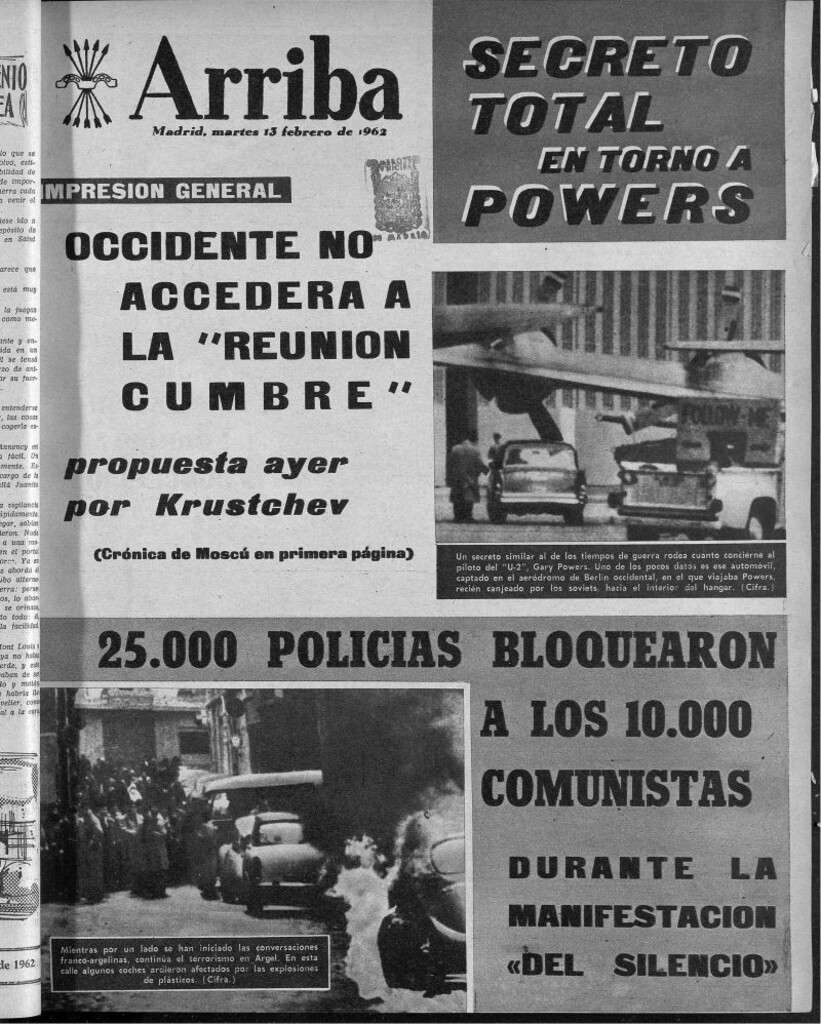 Arriba
Madrid, martes 13 febrero de 1962
SECRETO
TOTAL
EN TORNO A
POWERS
IMPRESION GENERAL
OCCIDENTE NO
ACCEDERA A
LA "REUNION
CUMBRE"
propuesta ayer
por Krustchev
(Crónica de Moscú en primera página)
FOLLOW-ME
Un secreto similar al de los tiempos de guerra rodea cuanto concierne al
piloto del "U-2", Gary Powers. Uno de los pocos datos es ese automóvil,
captado en el aeródromo de Berlín occidental, en el que viajaba Powers,
recién canjeado por los soviets, hacia el interior del hangar. (Cifra.)
25.000 POLICIAS BLOQUEARON
A LOS 10.000
COMUNISTAS
DURANTE LA
MANIFESTACION
«DEL SILENCIO»
Mientras por un lado se han iniciado las conversaciones
franco-argelinas, continúa el terrorismo en Argel. En esta
calle algunos coches ardieron afectados por las explosiones
de plásticos. (Cifra.)
de 1962